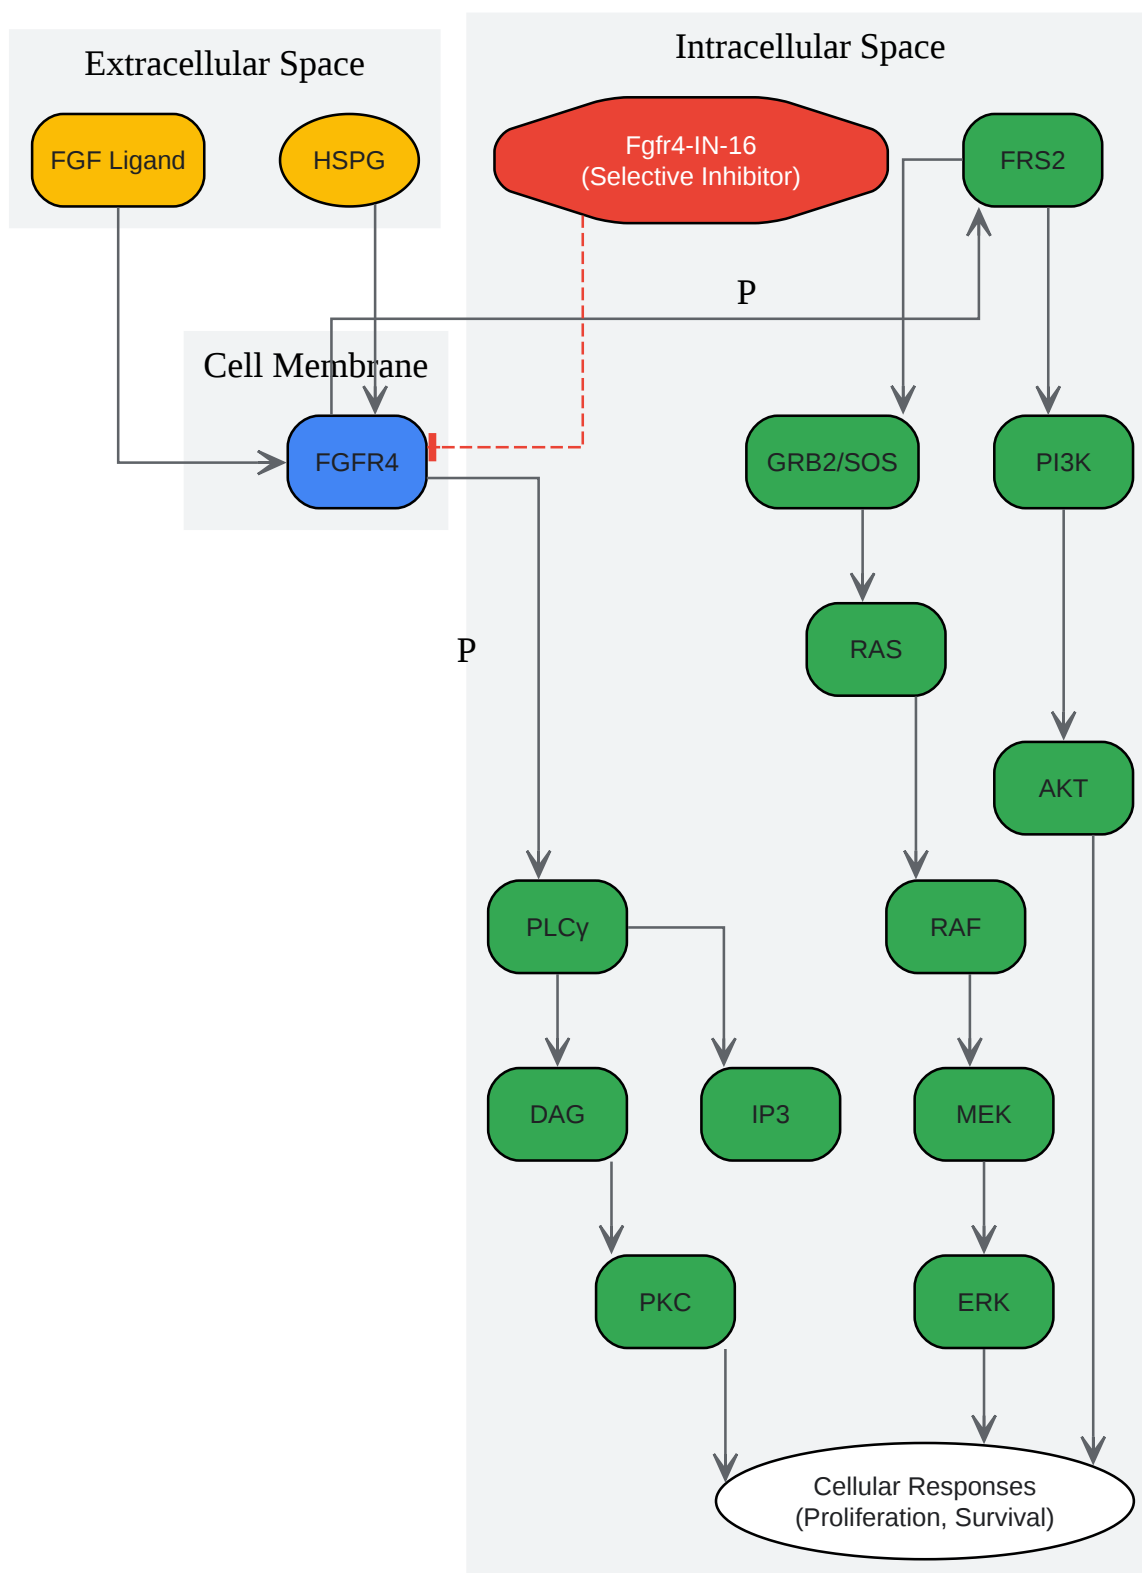 Extracellular Space
Intracellular Space
FGF Ligand
HSPG
Fgfr4-IN-16
(Selective Inhibitor)
FRS2
P
Cell Membrane
FGFR4
GRB2/SOS
PI3K
P
RAS
AKT
PLCγ
RAF
DAG
IP3
MEK
PKC
ERK
Cellular Responses
(Proliferation, Survival)